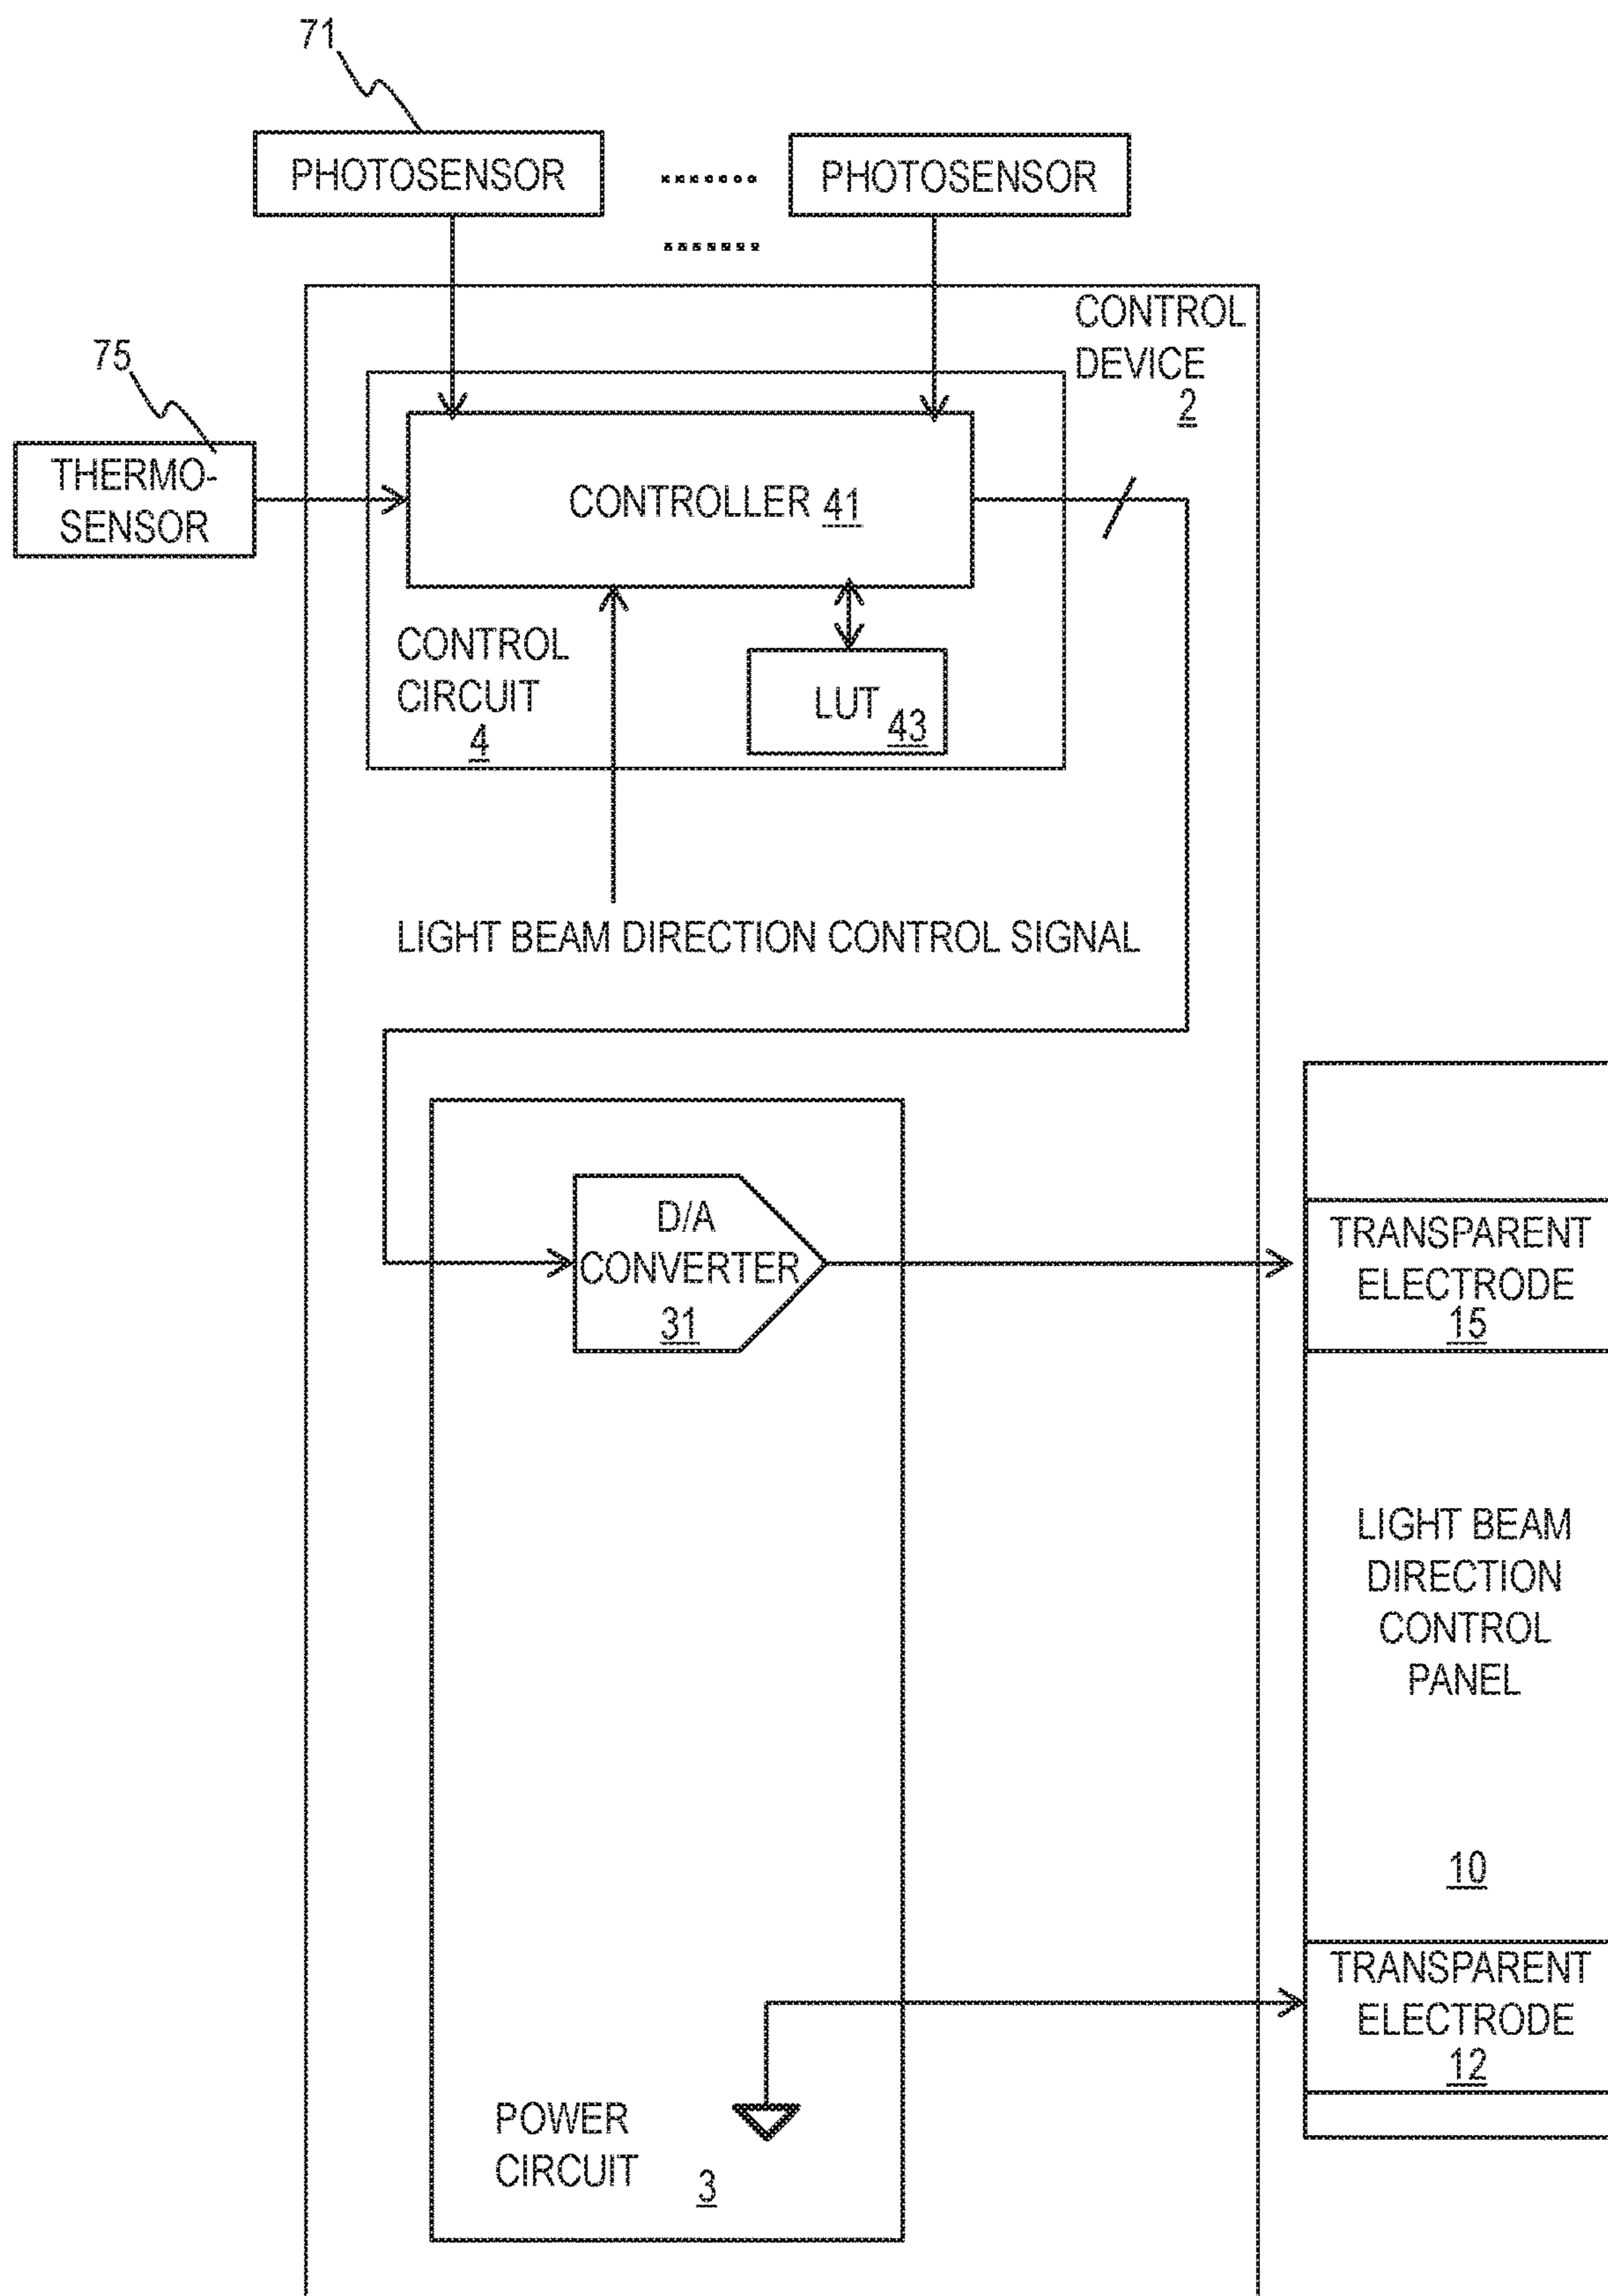 71
PHOTOSENSOR
PHOTOSENSOR
CONTROL
DEVICE
2
75
THERMO-
SENSOR
CONTROLLER 41
CONTROL
CIRCUIT
4
LUT 43
LIGHT BEAM DIRECTION CONTROL SIGNAL
D/A
CONVERTER
31
TRANSPARENT
ELECTRODE
15
LIGHT BEAM
DIRECTION
CONTROL
PANEL
10
TRANSPARENT
ELECTRODE
12
POWER
CIRCUIT
3